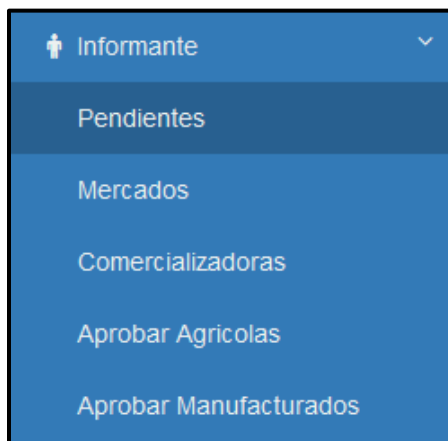 Informante
Pendientes
Mercados
Comercializadoras
Aprobar Agricolas
Aprobar Manufacturados